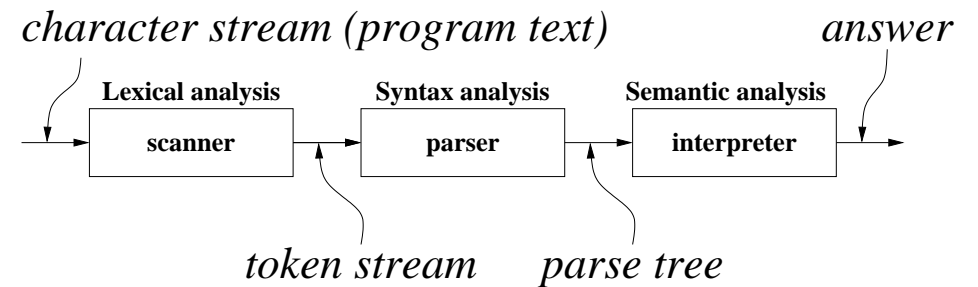 character stream (program text) answer
Lexical analysis Syntax analysis Semantic analysis
scanner parser interpreter
token stream parse tree